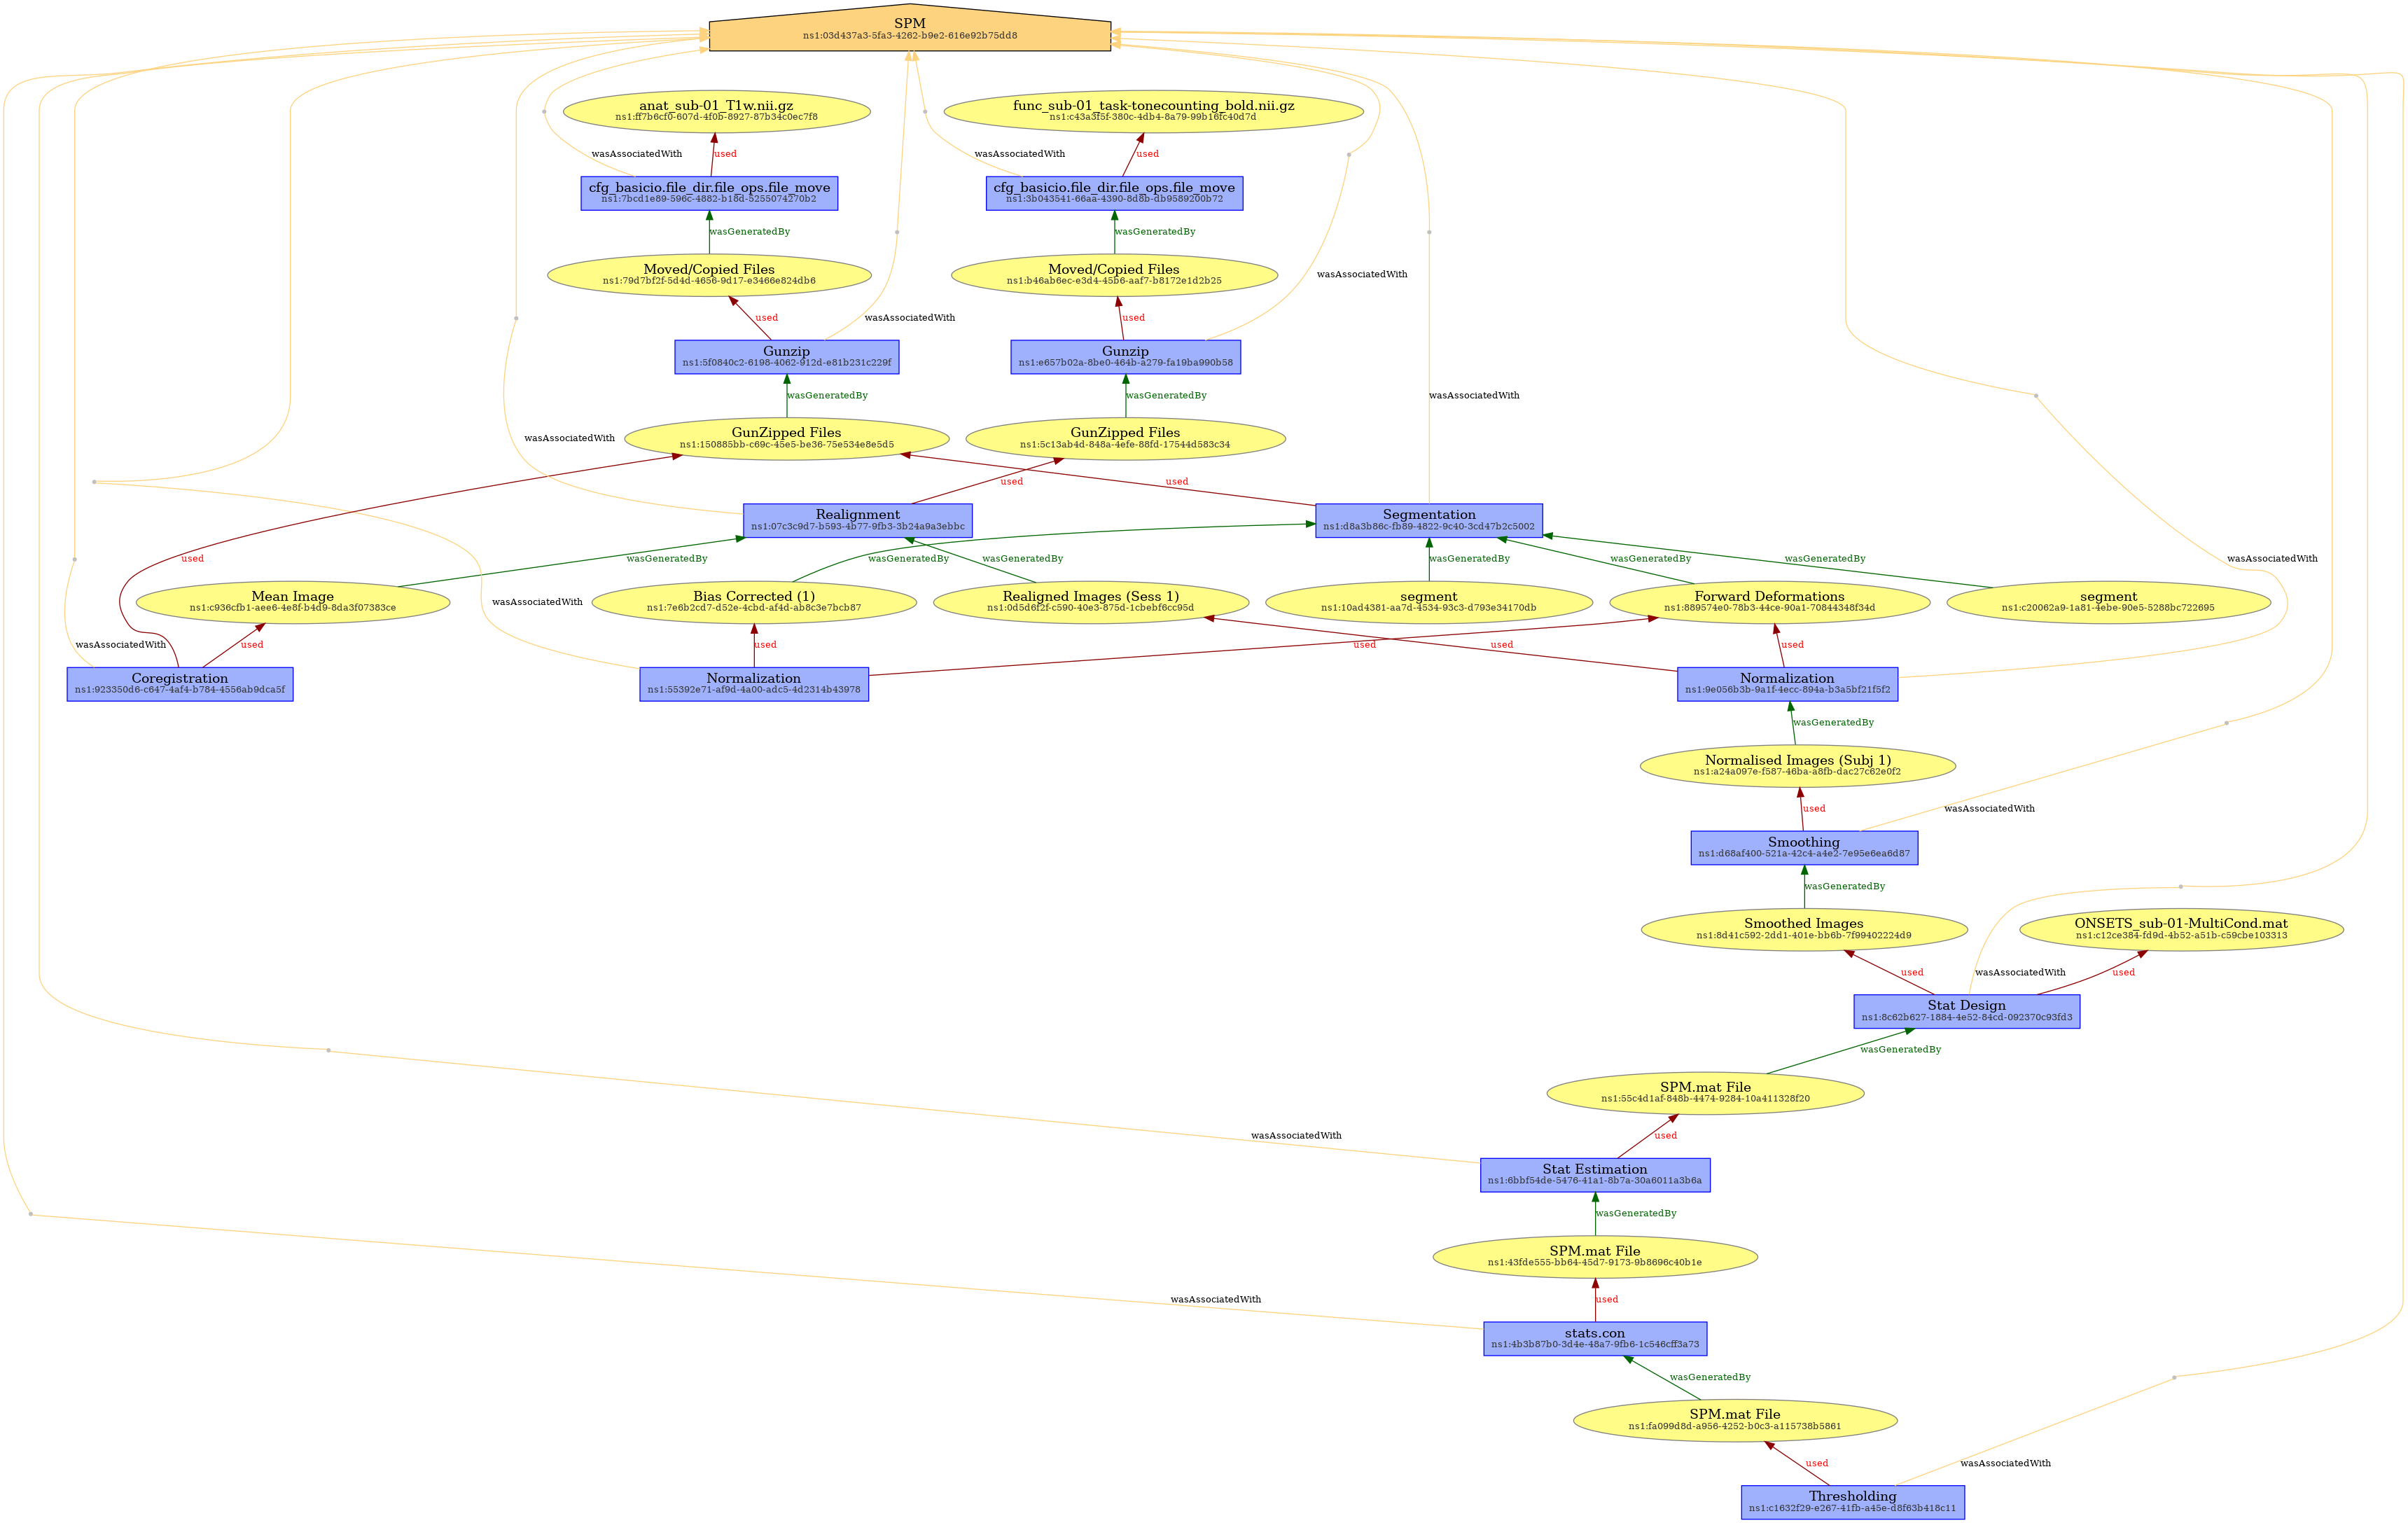 SPM
ns1:03d437a3-5fa3-4262-b9e2-616e92b75dd8
anat_sub-01_T1w.nii.gz
ns1:ff7b6cf0-607d-4f0b-8927-87b34c0ec7f8
func_sub-01_task-tonecounting_bold.nii.gz
ns1:c43a3f5f-380c-4db4-8a79-99b16fc40d7d
wasAssociatedWith
used
wasAssociatedWith
used
cfg_basicio.file_dir.file_ops.file_move
ns1:7bcd1e89-596c-4882-b18d-5255074270b2
cfg_basicio.file_dir.file_ops.file_move
ns1:3b043541-66aa-4390-8d8b-db9589200b72
wasGeneratedBy
wasGeneratedBy
Moved/Copied Files
ns1:79d7bf2f-5d4d-4656-9d17-e3466e824db6
Moved/Copied Files
ns1:b46ab6ec-e3d4-45b6-aaf7-b8172e1d2b25
wasAssociatedWith
used
wasAssociatedWith
used
Gunzip
ns1:5f0840c2-6198-4062-912d-e81b231c229f
Gunzip
ns1:e657b02a-8be0-464b-a279-fa19ba990b58
wasGeneratedBy
wasGeneratedBy
wasAssociatedWith
GunZipped Files
ns1:150885bb-c69c-45e5-be36-75e534e8e5d5
GunZipped Files
ns1:5c13ab4d-848a-4efe-88fd-17544d583c34
wasAssociatedWith
used
used
Realignment
ns1:07c3c9d7-b593-4b77-9fb3-3b24a9a3ebbc
Segmentation
ns1:d8a3b86c-fb89-4822-9c40-3cd47b2c5002
used
wasGeneratedBy
wasGeneratedBy
wasGeneratedBy
wasGeneratedBy
wasGeneratedBy
wasGeneratedBy
wasAssociatedWith
Mean Image
ns1:c936cfb1-aee6-4e8f-b4d9-8da3f07383ce
Bias Corrected (1)
ns1:7e6b2cd7-d52e-4cbd-af4d-ab8c3e7bcb87
Realigned Images (Sess 1)
ns1:0d5d6f2f-c590-40e3-875d-1cbebf6cc95d
segment
ns1:10ad4381-aa7d-4534-93c3-d793e34170db
Forward Deformations
ns1:889574e0-78b3-44ce-90a1-70844348f34d
segment
ns1:c20062a9-1a81-4ebe-90e5-5288bc722695
wasAssociatedWith
wasAssociatedWith
used
used
used
used
used
Coregistration
ns1:923350d6-c647-4af4-b784-4556ab9dca5f
Normalization
ns1:55392e71-af9d-4a00-adc5-4d2314b43978
Normalization
ns1:9e056b3b-9a1f-4ecc-894a-b3a5bf21f5f2
wasGeneratedBy
Normalised Images (Subj 1)
ns1:a24a097e-f587-46ba-a8fb-dac27c62e0f2
used
wasAssociatedWith
Smoothing
ns1:d68af400-521a-42c4-a4e2-7e95e6ea6d87
wasGeneratedBy
Smoothed Images
ns1:8d41c592-2dd1-401e-bb6b-7f99402224d9
ONSETS_sub-01-MultiCond.mat
ns1:c12ce384-fd9d-4b52-a51b-c59cbe103313
used
wasAssociatedWith
used
Stat Design
ns1:8c62b627-1884-4e52-84cd-092370c93fd3
wasGeneratedBy
SPM.mat File
ns1:55c4d1af-848b-4474-9284-10a411328f20
wasAssociatedWith
used
Stat Estimation
ns1:6bbf54de-5476-41a1-8b7a-30a6011a3b6a
wasGeneratedBy
SPM.mat File
ns1:43fde555-bb64-45d7-9173-9b8696c40b1e
wasAssociatedWith
used
stats.con
ns1:4b3b87b0-3d4e-48a7-9fb6-1c546cff3a73
wasGeneratedBy
SPM.mat File
ns1:fa099d8d-a956-4252-b0c3-a115738b5861
used
wasAssociatedWith
Thresholding
ns1:c1632f29-e267-41fb-a45e-d8f63b418c11